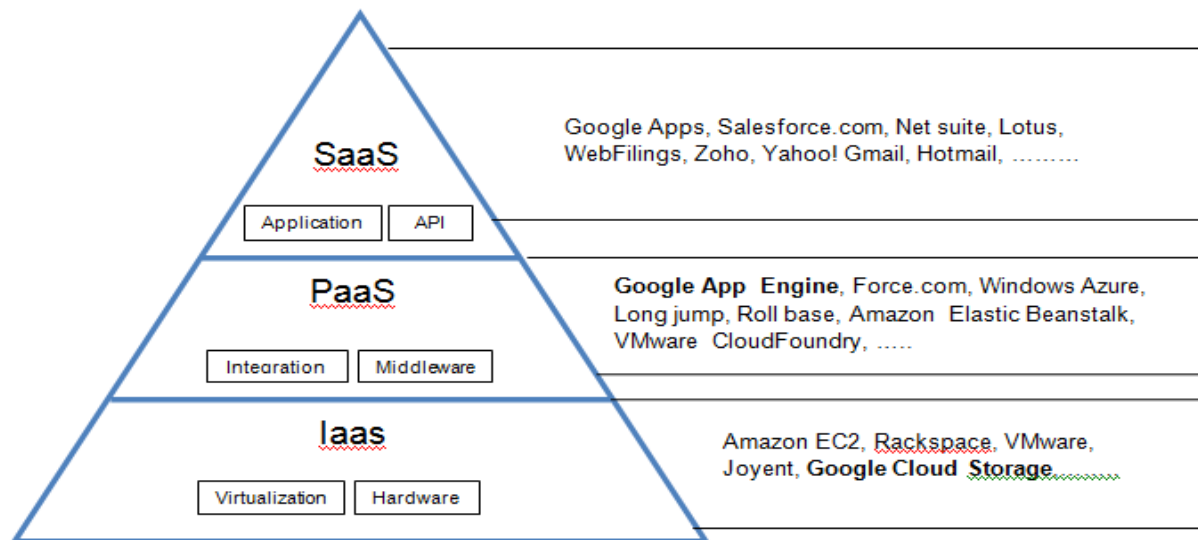 SaaS
Application
API
Google Apps, Salesforce.com, Net suite, Lotus,
WebFilings, Zoho, Yahoo! Gmail, Hotmail, ………
PaaS
Integration
Middleware
Google App Engine, Force.com, Windows Azure,
Long jump, Roll base, Amazon Elastic Beanstalk,
VMware CloudFoundry, …..
Iaas
Virtualization
Hardware
Amazon EC2, Rackspace, VMware,
Joyent, Google Cloud Storage………